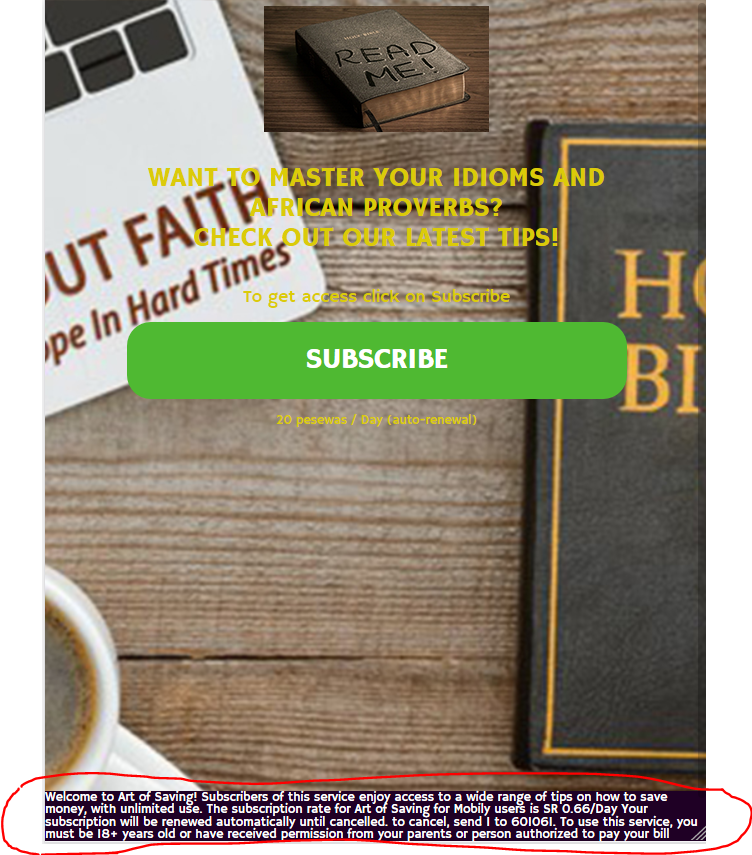 HOLY BIBLE
READ
ME!
WANT TO MASTER YOUR IDIOMS AND
AFRICAN PROVERBS?
CHECK OUT OUR LATEST TIPS!
OUT FAITH
ope In Hard Times
To get access click on Subscribe
HO
BI
SUBSCRIBE
20 pesewas / Day (auto-renewal)
Welcome to Art of Saving! Subscribers of this service enjoy access to a wide range of tips on how to save
money, with unlimited use. The subscription rate for Art of Saving for Mobily users is SR 0.66/Day Your
subscription will be renewed automatically until cancelled. to cancel, send 1 to 601061. To use this service, you
must be 18+ years old or have received permission from your parents or person authorized to pay your bill